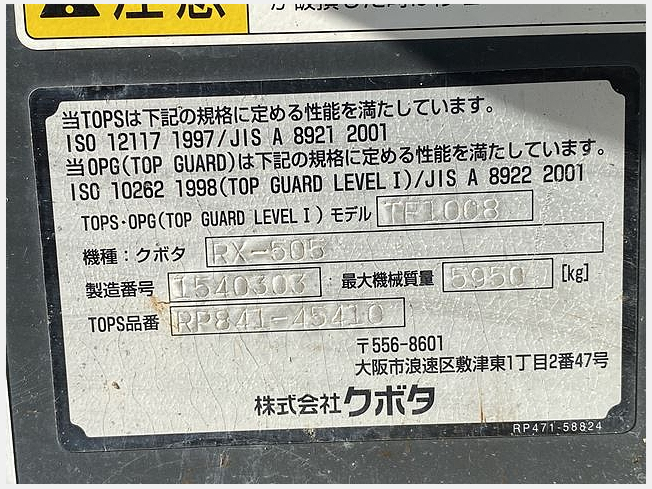 注意
当TOPSは下記の規格に定める性能を満たしています。
ISO 12117 1997/JIS A 8921 2001
当OPG(TOP GUARD)は下記の規格に定める性能を満たしています。
ISO 10262 1998(TOP GUARD LEVEL I)/JIS A 8922 2001
TOPS・OPG(TOP GUARD LEVEL I) モデル TF1008
機種：クボタ RX-505
製造番号 1540303 最大機械質量 5950 [kg]
TOPS品番 RP841-45410
〒556-8601
大阪市浪速区敷津東1丁目2番47号
株式会社クボタ
RP471-58824